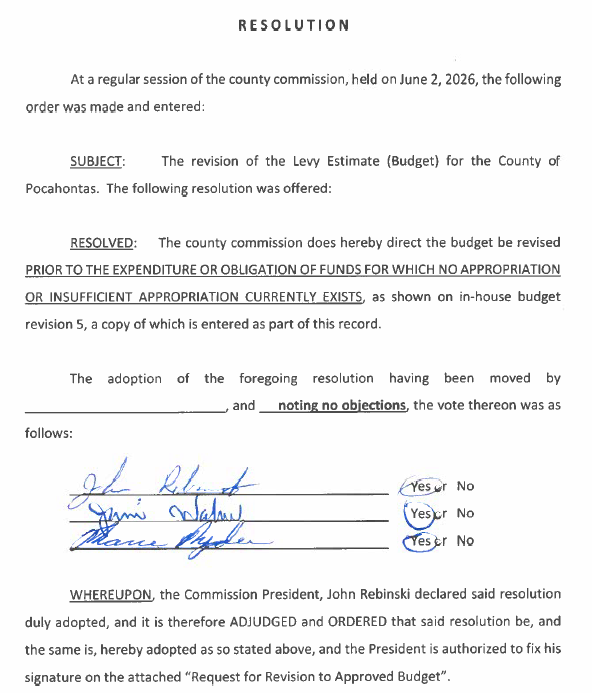 RESOLUTION
At a regular session of the county commission, held on June 2, 2026, the following
order was made and entered:
SUBJECT: The revision of the Levy Estimate (Budget) for the County of
Pocahontas. The following resolution was offered:
RESOLVED: The county commission does hereby direct the budget be revised
PRIOR TO THE EXPENDITURE OR OBLIGATION OF FUNDS FOR WHICH NO APPROPRIATION
OR INSUFFICIENT APPROPRIATION CURRENTLY EXISTS, as shown on in-house budget
revision 5, a copy of which is entered as part of this record.
The adoption of the foregoing resolution having been moved by
, and noting no objections, the vote thereon was as
follows:
John Rebinski Yes or No
Yes or No
Yes or No
WHEREUPON, the Commission President, John Rebinski declared said resolution
duly adopted, and it is therefore ADJUDGED and ORDERED that said resolution be, and
the same is, hereby adopted as so stated above, and the President is authorized to fix his
signature on the attached “Request for Revision to Approved Budget”.